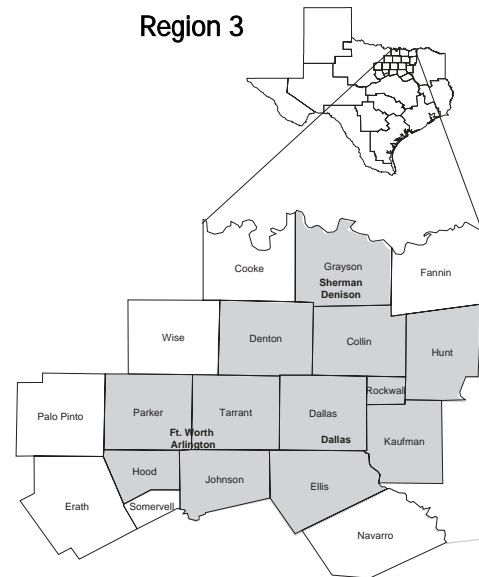 Region 3
Cooke
Grayson
Sherman
Denison
Fannin
Wise
Denton
Collin
Hunt
Rockwall
Palo Pinto
Parker
Tarrant
Dallas
Ft. Worth
Arlington
Dallas
Kaufman
Hood
Johnson
Ellis
Erath
Somervell
Navarro